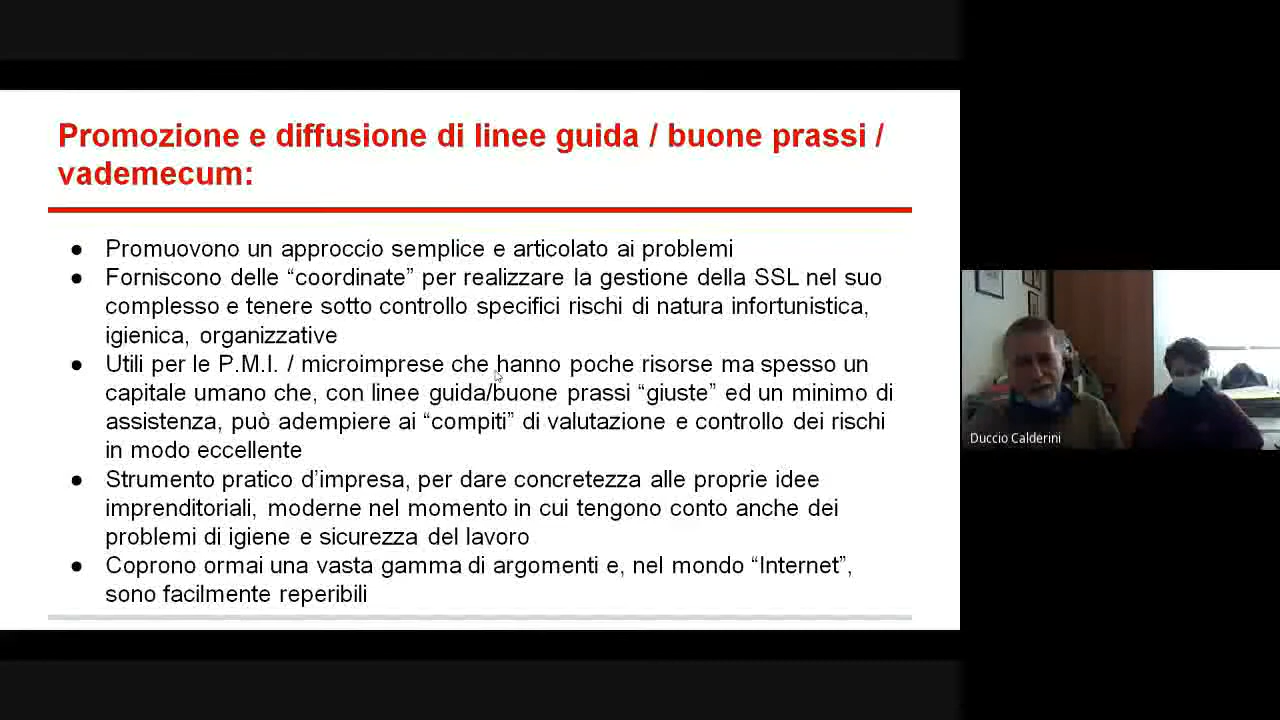 Promozione e diffusione di linee guida / buone prassi /
vademecum:
● Promuovono un approccio semplice e articolato ai problemi
● Forniscono delle “coordinate” per realizzare la gestione della SSL nel suo
complesso e tenere sotto controllo specifici rischi di natura infortunistica,
igienica, organizzative
● Utili per le P.M.I. / microimprese che hanno poche risorse ma spesso un
capitale umano che, con linee guida/buone prassi “giuste” ed un minimo di
assistenza, può adempiere ai “compiti” di valutazione e controllo dei rischi
in modo eccellente
● Strumento pratico d’impresa, per dare concretezza alle proprie idee
imprenditoriali, moderne nel momento in cui tengono conto anche dei
problemi di igiene e sicurezza del lavoro
● Coprono ormai una vasta gamma di argomenti e, nel mondo “Internet”,
sono facilmente reperibili
Duccio Calderini